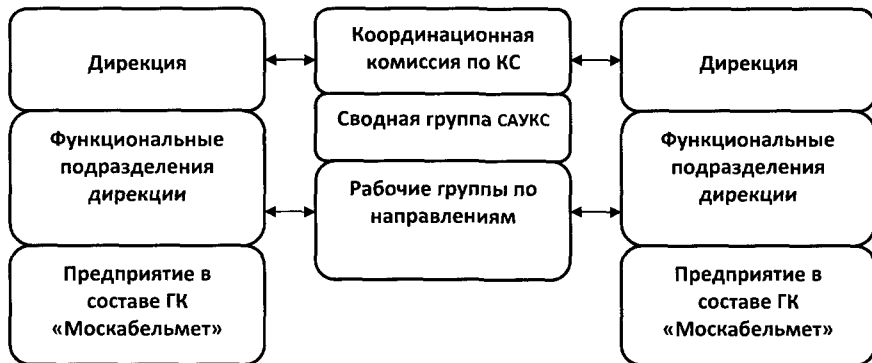 Дирекция
Функциональные
подразделения
дирекции
Предприятие в
составе ГК
«Москабельмет»
Координационная
комиссия по КС
Сводная группа САУКС
Рабочие группы по
направлениям
Дирекция
Функциональные
подразделения
дирекции
Предприятие в
составе ГК
«Москабельмет»